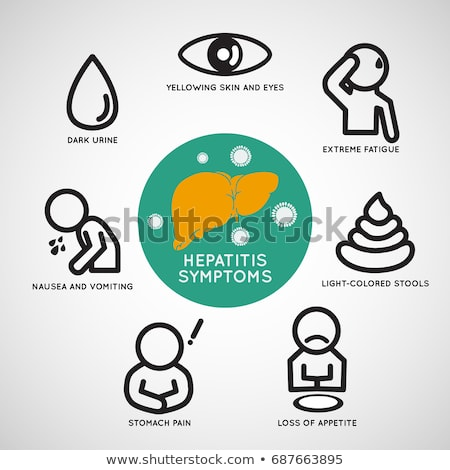 YELLOWING SKIN AND EYES
DARK URINE
EXTREME FATIGUE
HEPATITIS
SYMPTOMS
NAUSEA AND VOMITING
LIGHT-COLORED STOOLS
STOMACH PAIN
LOSS OF APPETITE
shutterstock
shutterstock.com • 687663895